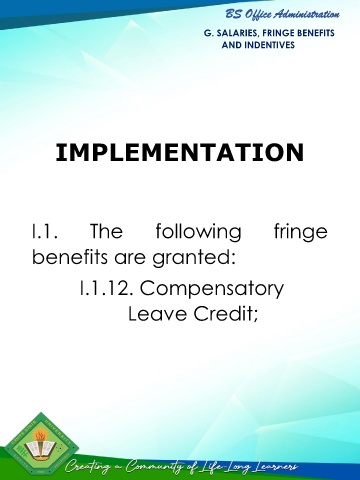 BS Office Administration
G. SALARIES, FRINGE BENEFITS
AND INDENTIVES
IMPLEMENTATION
I.1. The following fringe
benefits are granted:
I.1.12. Compensatory
Leave Credit;
Creating a Community of Life-Long Learners